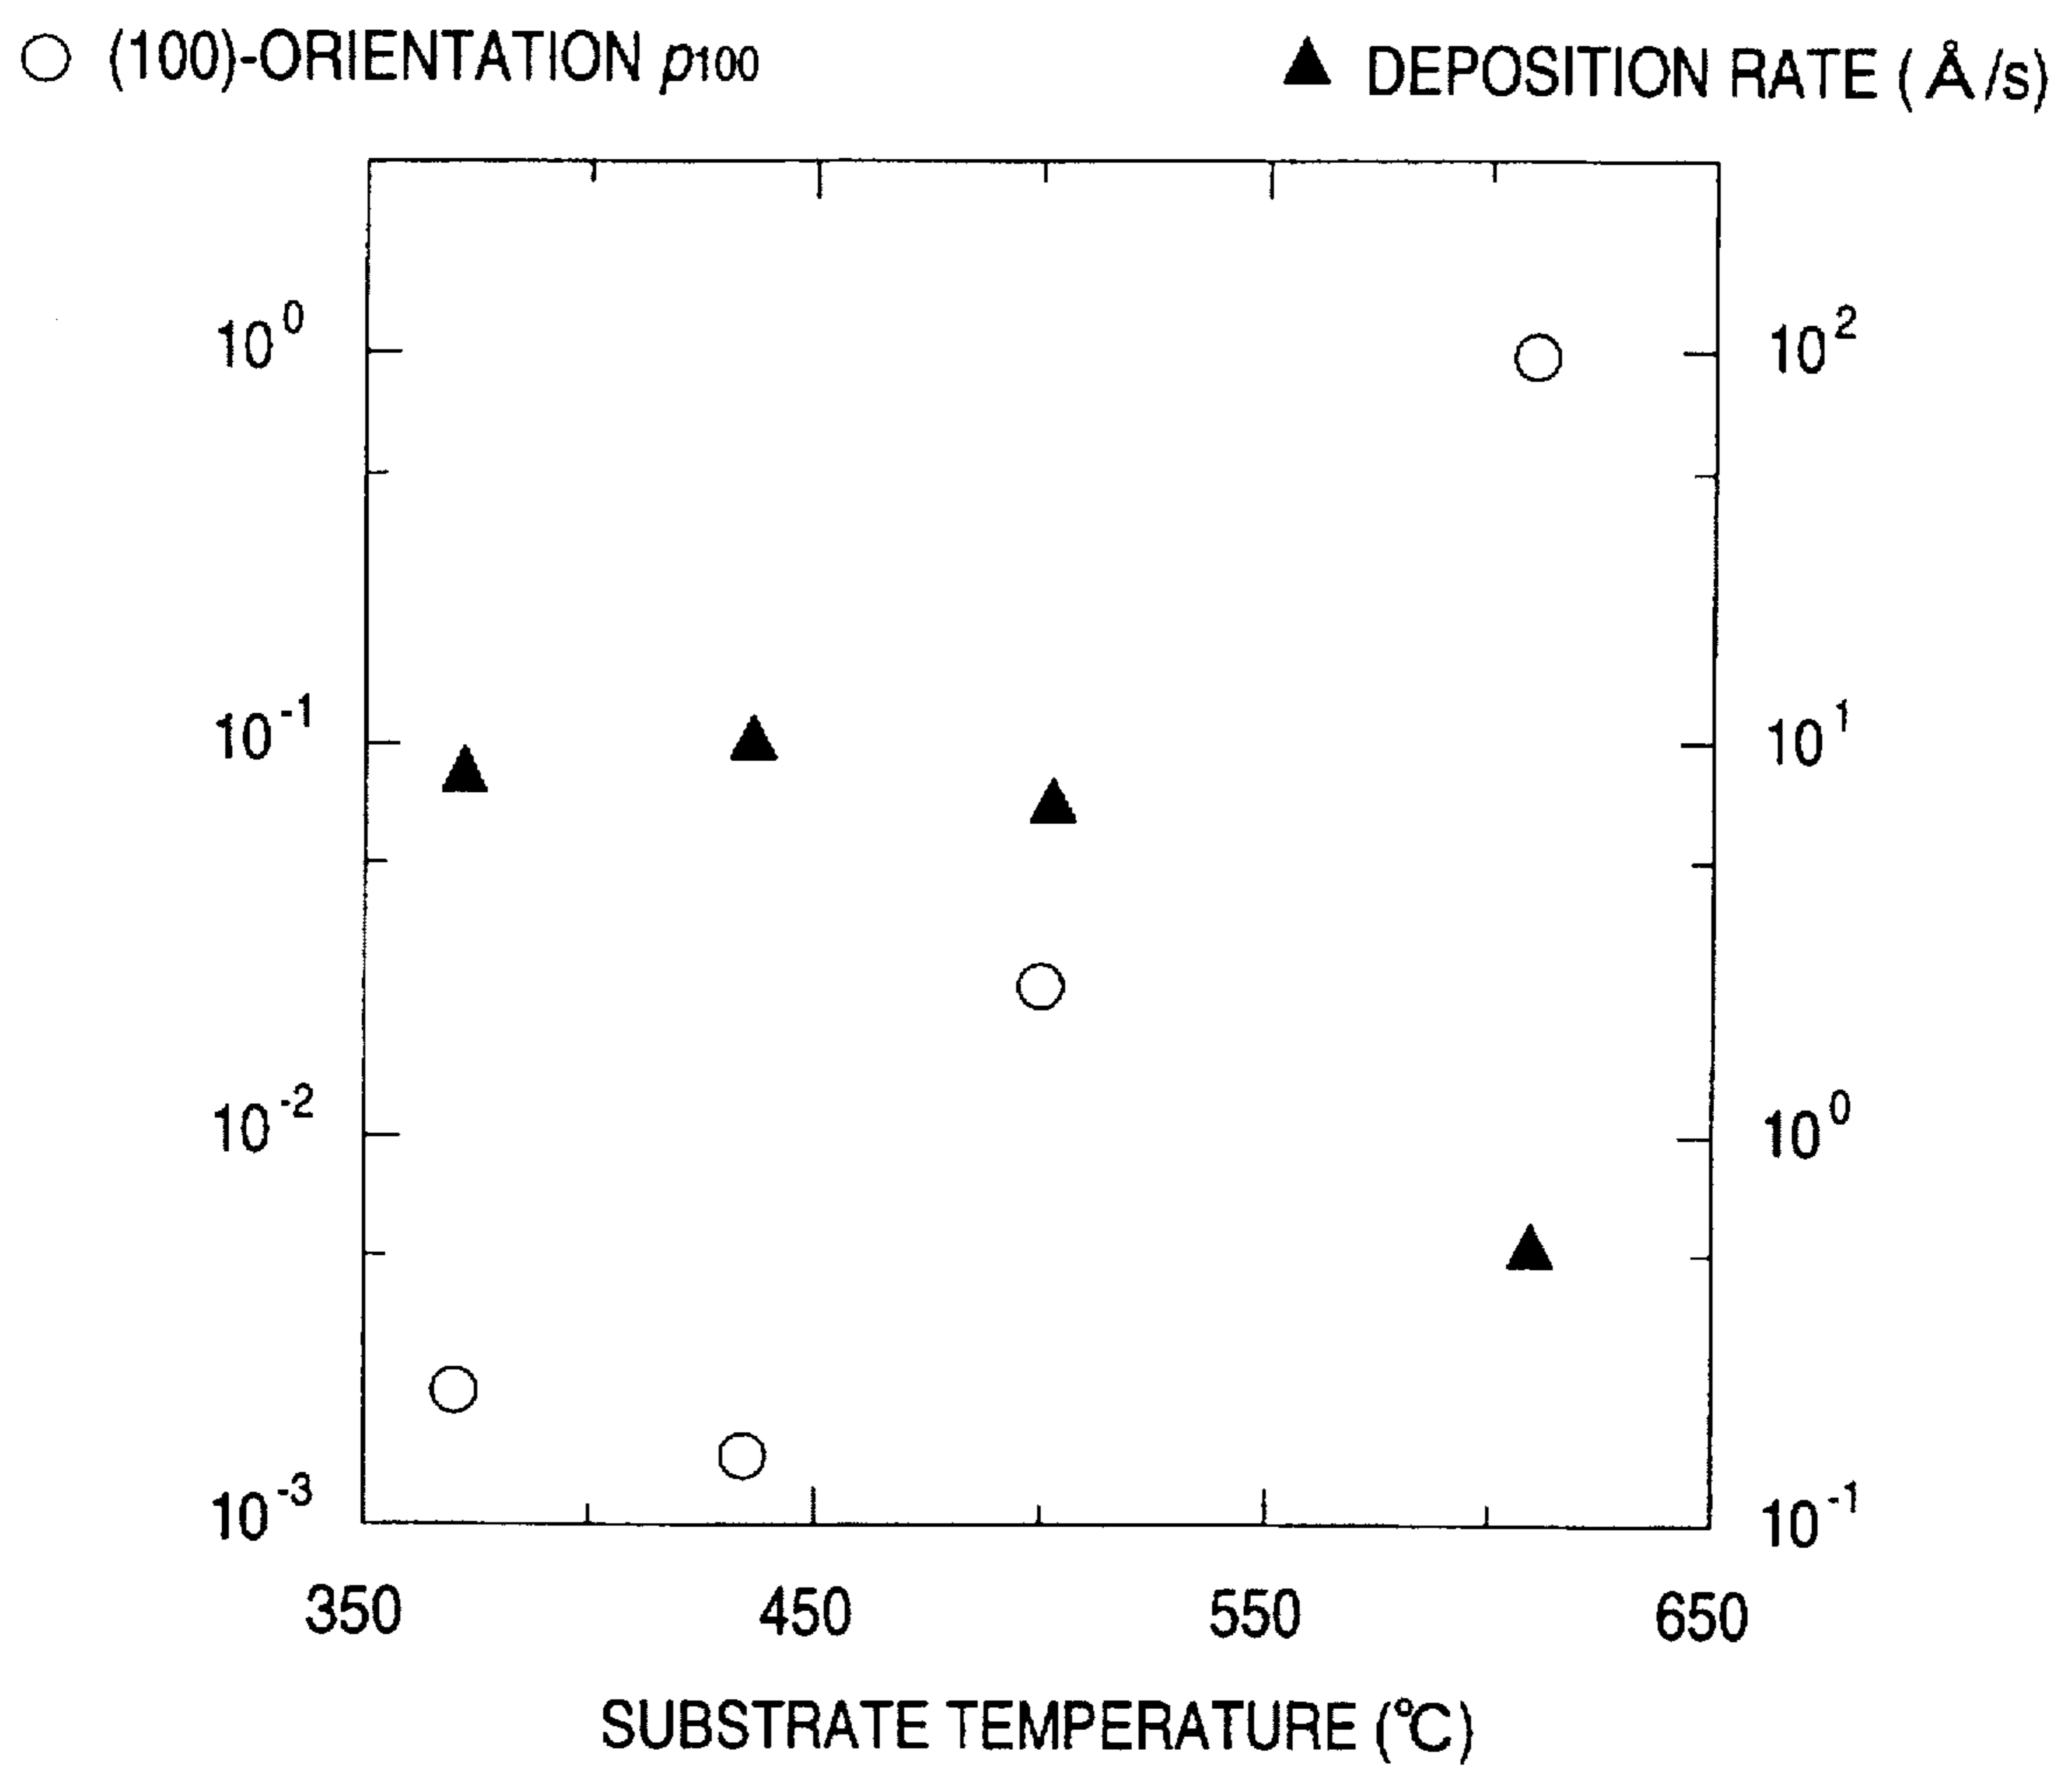 ○ (100)-ORIENTATION ρ100
▲ DEPOSITION RATE (Å/s)
10^0
10^2
10^-1
10^1
10^-2
10^0
10^-3
10^-1
350 450 550 650
SUBSTRATE TEMPERATURE (℃)